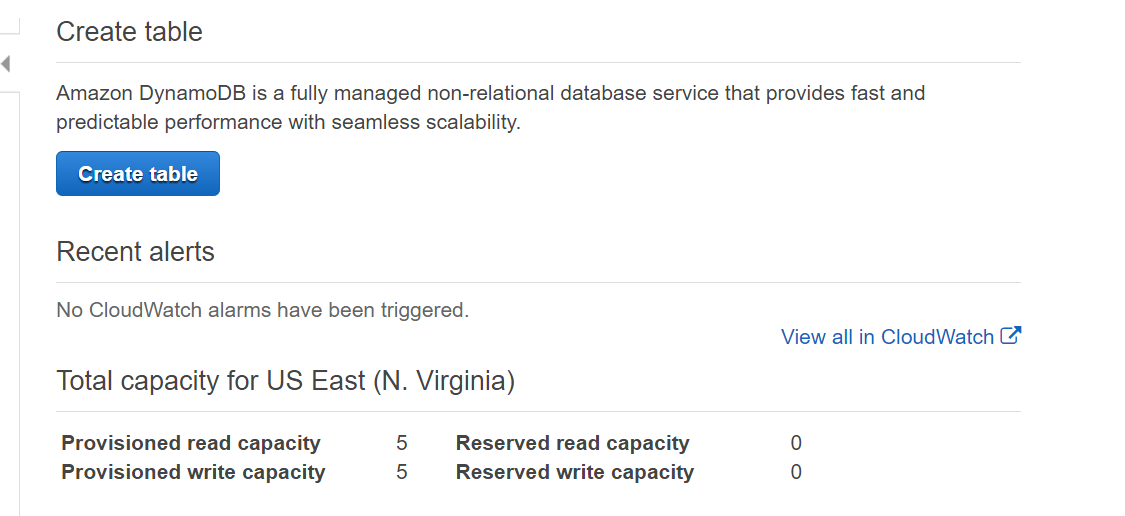 Create table
Amazon DynamoDB is a fully managed non-relational database service that provides fast and
predictable performance with seamless scalability.
Create table
Recent alerts
No CloudWatch alarms have been triggered.
View all in CloudWatch
Total capacity for US East (N. Virginia)
Provisioned read capacity 5 Reserved read capacity 0
Provisioned write capacity 5 Reserved write capacity 0